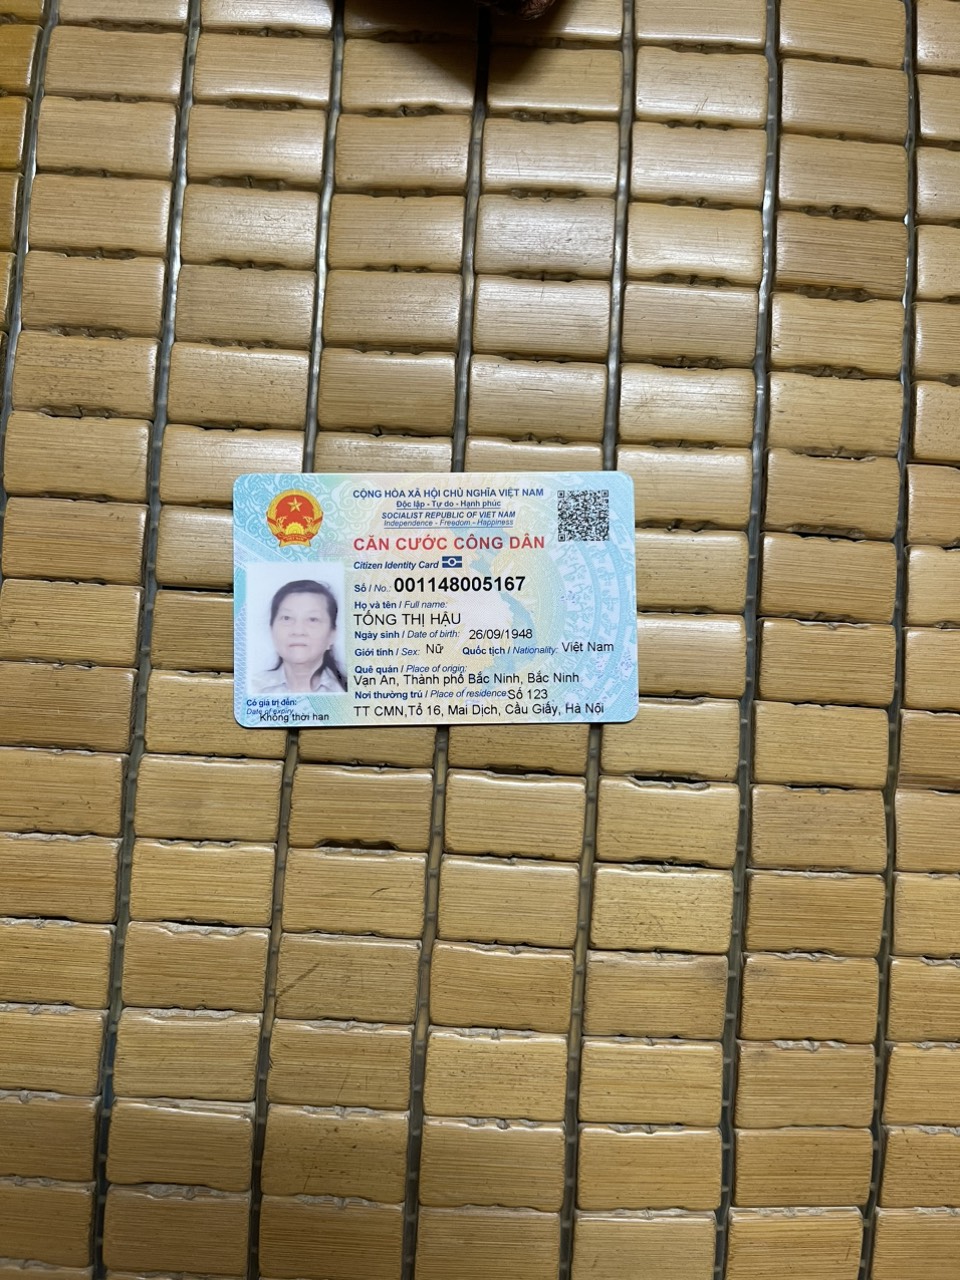 CỘNG HÒA XÃ HỘI CHỦ NGHĨA VIỆT NAM
Độc lập - Tự do - Hạnh phúc
SOCIALIST REPUBLIC OF VIET NAM
Independence - Freedom - Happiness
CĂN CƯỚC CÔNG DÂN
Citizen Identity Card
Số / No.: 001148005167
Họ và tên / Full name:
TỐNG THỊ HẬU
Ngày sinh / Date of birth: 26/09/1948
Giới tính / Sex: Nữ Quốc tịch / Nationality: Việt Nam
Quê quán / Place of origin:
Vạn An, Thành phố Bắc Ninh, Bắc Ninh
Nơi thường trú / Place of residence: Số 123
TT CMN,Tổ 16, Mai Dịch, Cầu Giấy, Hà Nội
Có giá trị đến:
Date of expiry
Không thời hạn